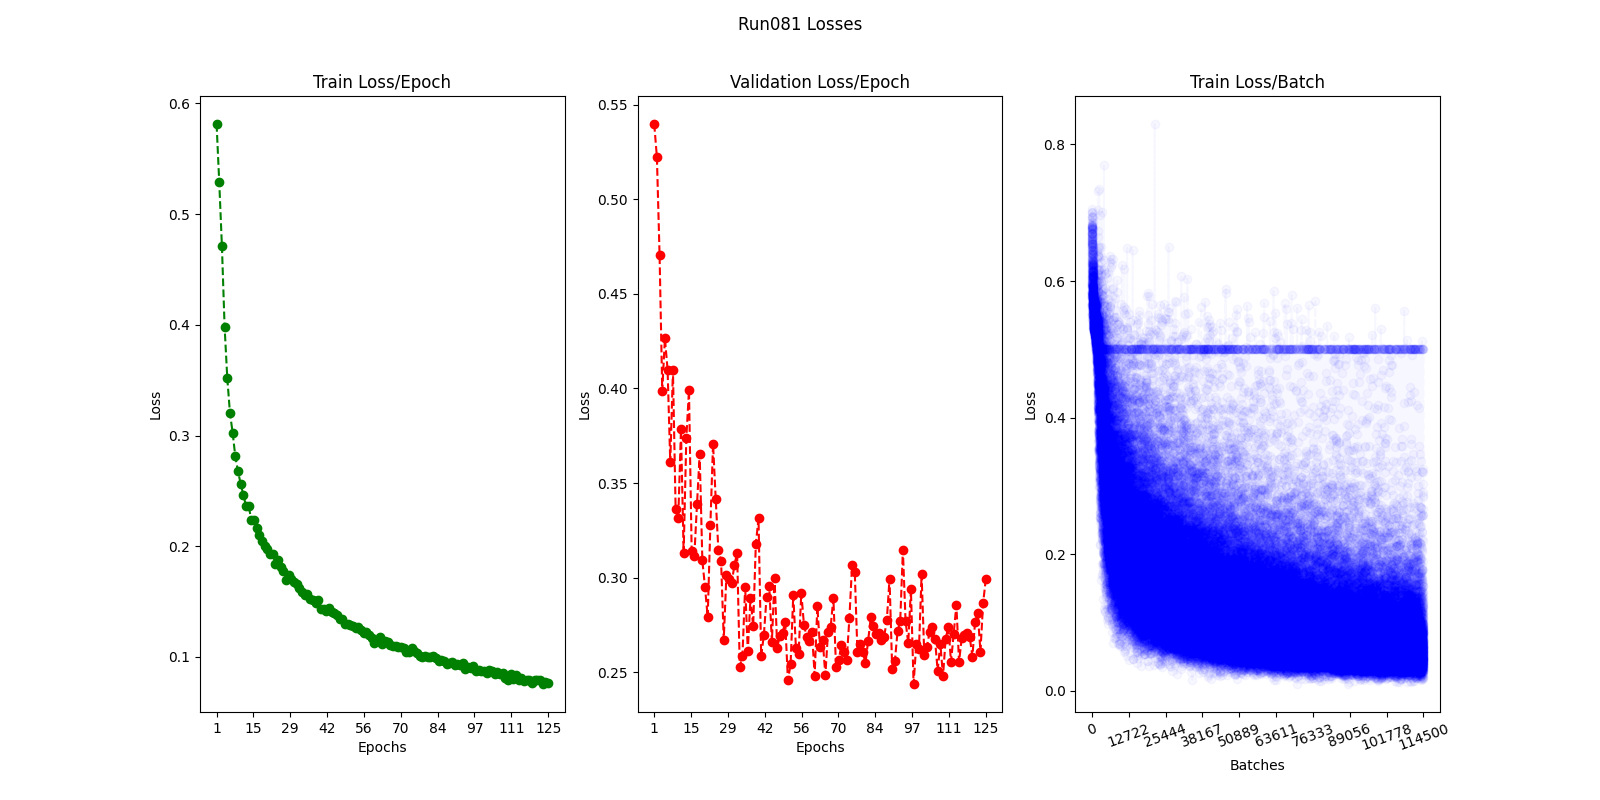 Run081 Losses
Train Loss/Epoch
Validation Loss/Epoch
Train Loss/Batch
Loss
0.6
0.5
0.4
0.3
0.2
0.1
1 15 29 42 56 70 84 97 111 125
Epochs
Loss
0.55
0.50
0.45
0.40
0.35
0.30
0.25
1 15 29 42 56 70 84 97 111 125
Epochs
Loss
0.8
0.6
0.4
0.2
0.0
0 12722 25444 38167 50889 63611 76333 89056 101778 114500
Batches